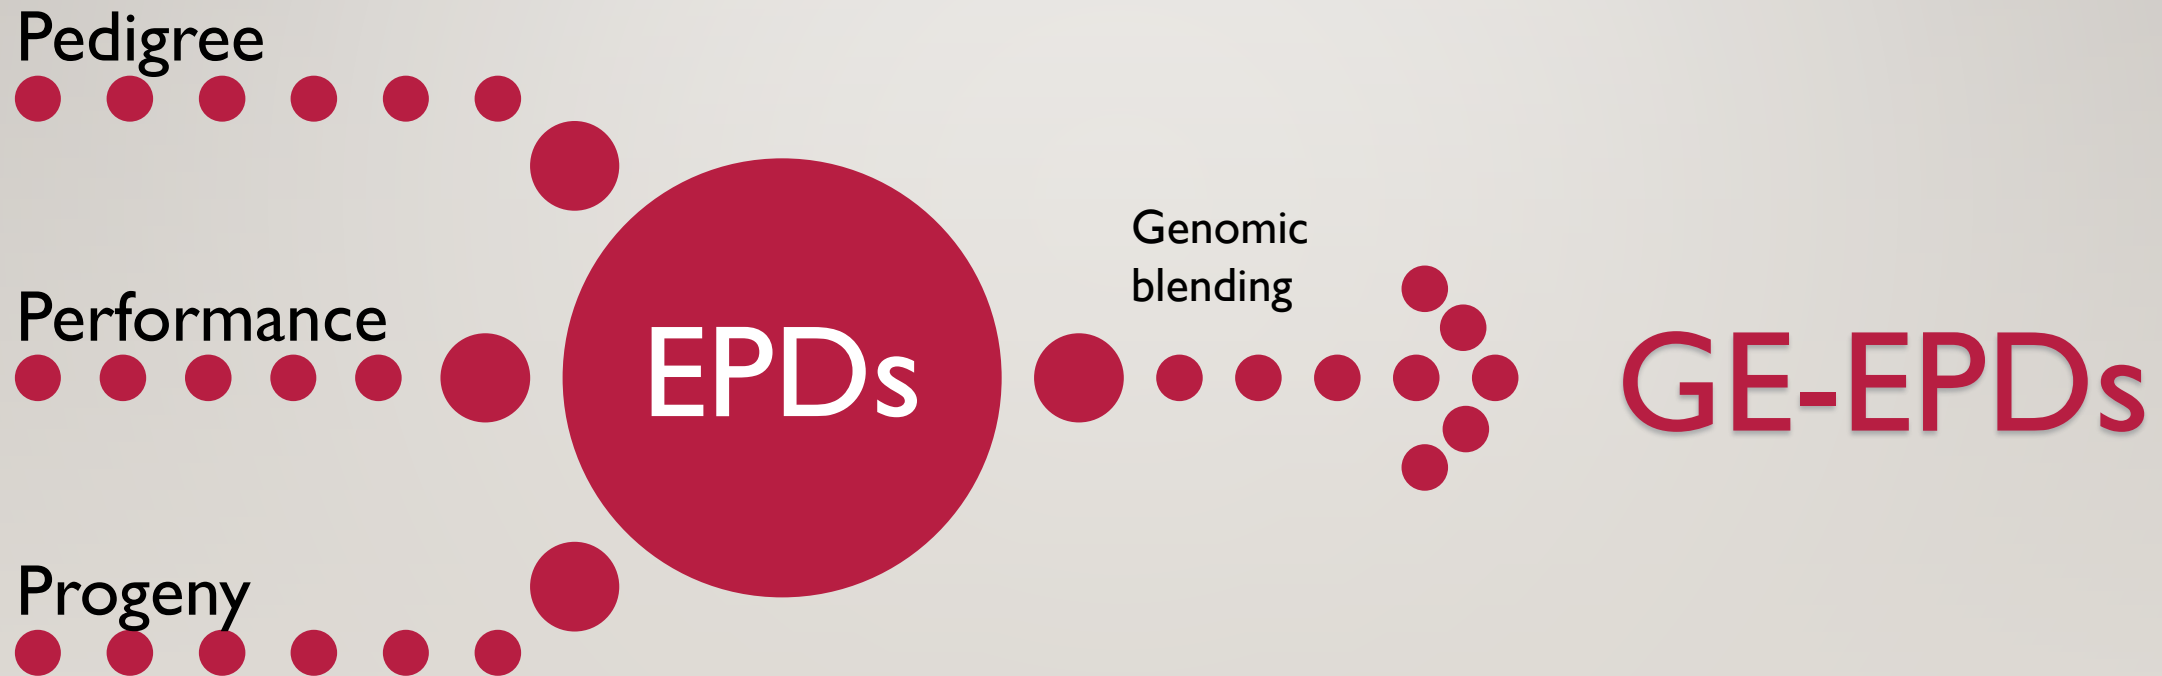 Pedigree
Performance
Progeny
EPDs
Genomic
blending
GE-EPDs